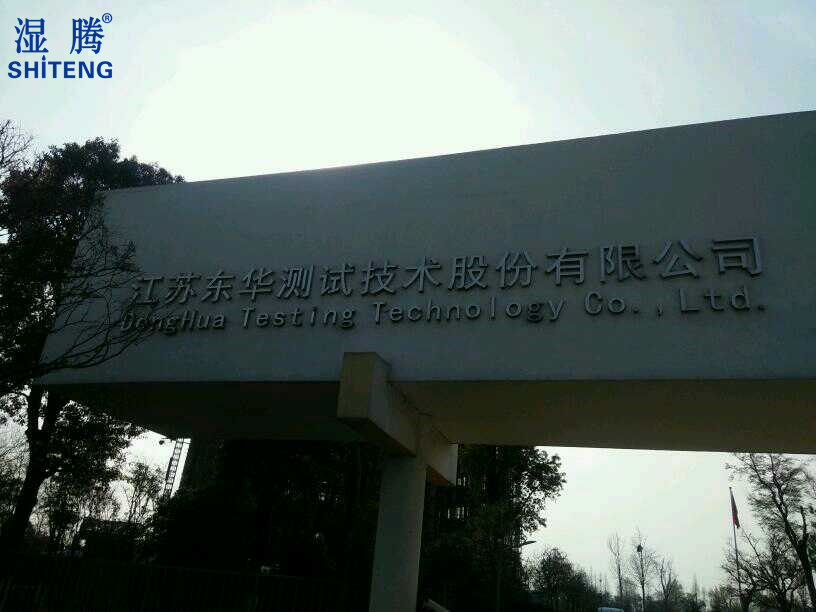 湿腾®
SHiTENG
江苏东华测试技术股份有限公司
DongHua Testing Technology Co.,Ltd.